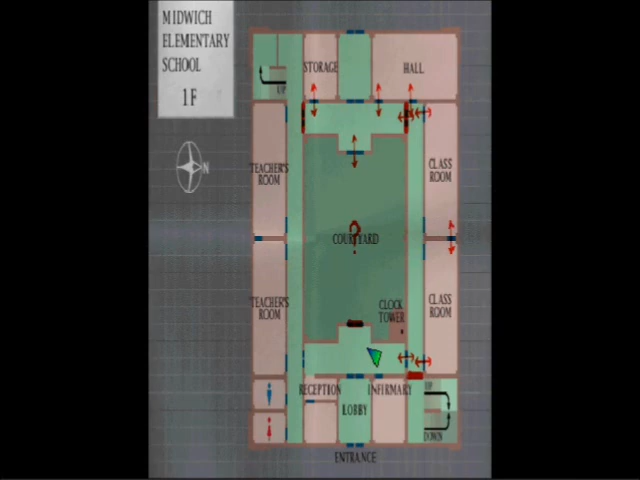 MIDWICH
ELEMENTARY
SCHOOL
1F
N
UP
STORAGE
HALL
TEACHER'S
ROOM
CLASS
ROOM
?
COURTYARD
TEACHER'S
ROOM
CLOCK
TOWER
CLASS
ROOM
RECEPTION
INFIRMARY
LOBBY
UP
DOWN
ENTRANCE